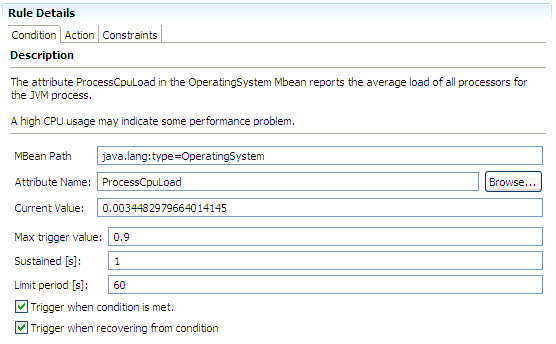 Rule Details
Condition Action Constraints
Description
The attribute ProcessCpuLoad in the OperatingSystem Mbean reports the average load of all processors for
the JVM process.
A high CPU usage may indicate some performance problem.
MBean Path java.lang:type=OperatingSystem
Attribute Name: ProcessCpuLoad Browse...
Current Value: 0.0034482979664014145
Max trigger value: 0.9
Sustained [s]: 1
Limit period [s]: 60
Trigger when condition is met.
Trigger when recovering from condition